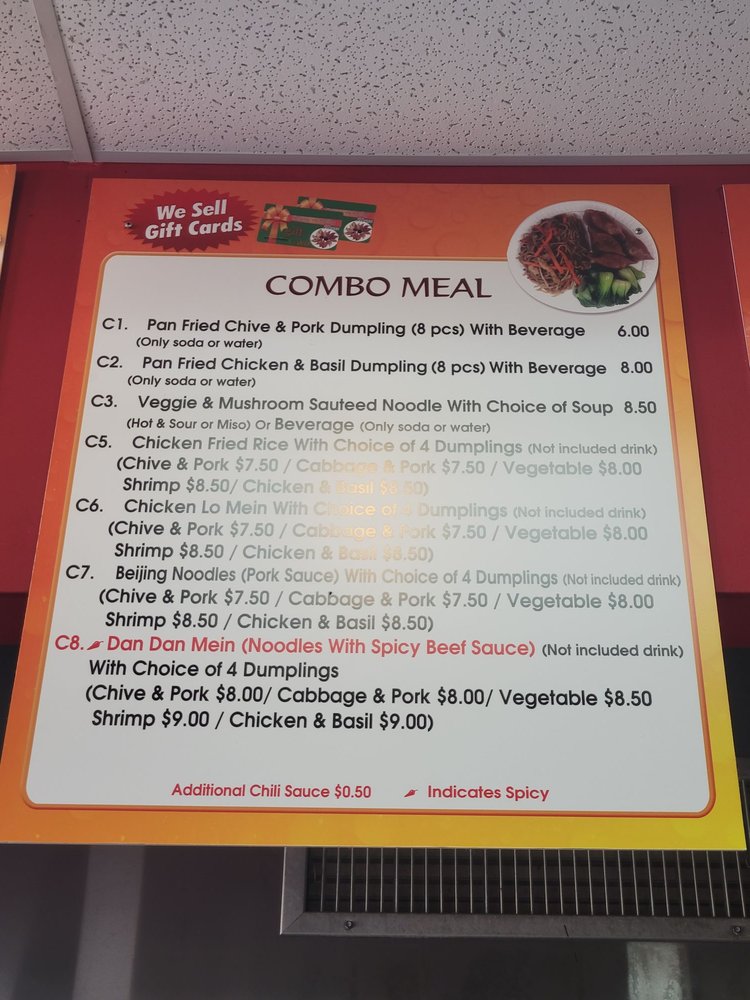 We Sell
Gift Cards
COMBO MEAL
C1. Pan Fried Chive & Pork Dumpling (8 pcs) With Beverage 6.00
(Only soda or water)
C2. Pan Fried Chicken & Basil Dumpling (8 pcs) With Beverage 8.00
(Only soda or water)
C3. Veggie & Mushroom Sauteed Noodle With Choice of Soup 8.50
(Hot & Sour or Miso) Or Beverage (Only soda or water)
C5. Chicken Fried Rice With Choice of 4 Dumplings (Not included drink)
(Chive & Pork $7.50 / Cabbage & Pork $7.50 / Vegetable $8.00
Shrimp $8.50/ Chicken & Basil $8.50)
C6. Chicken Lo Mein With Choice of 4 Dumplings (Not included drink)
(Chive & Pork $7.50 / Cabbage & Pork $7.50 / Vegetable $8.00
Shrimp $8.50 / Chicken & Basil $8.50)
C7. Beijing Noodles (Pork Sauce) With Choice of 4 Dumplings (Not included drink)
(Chive & Pork $7.50 / Cabbage & Pork $7.50 / Vegetable $8.00
Shrimp $8.50 / Chicken & Basil $8.50)
C8. Dan Dan Mein (Noodles With Spicy Beef Sauce) (Not included drink)
With Choice of 4 Dumplings
(Chive & Pork $8.00/ Cabbage & Pork $8.00/ Vegetable $8.50
Shrimp $9.00 / Chicken & Basil $9.00)
Additional Chili Sauce $0.50 Indicates Spicy